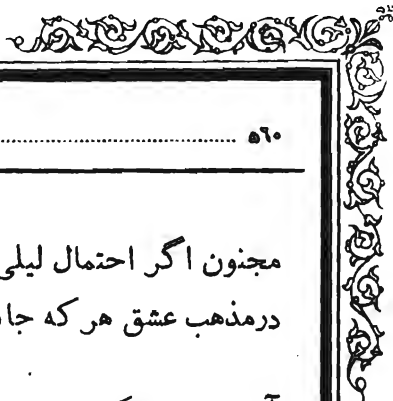 ۵۶۰
مجنون اگر احتمال لیلی
درمذهب عشق هر که جا